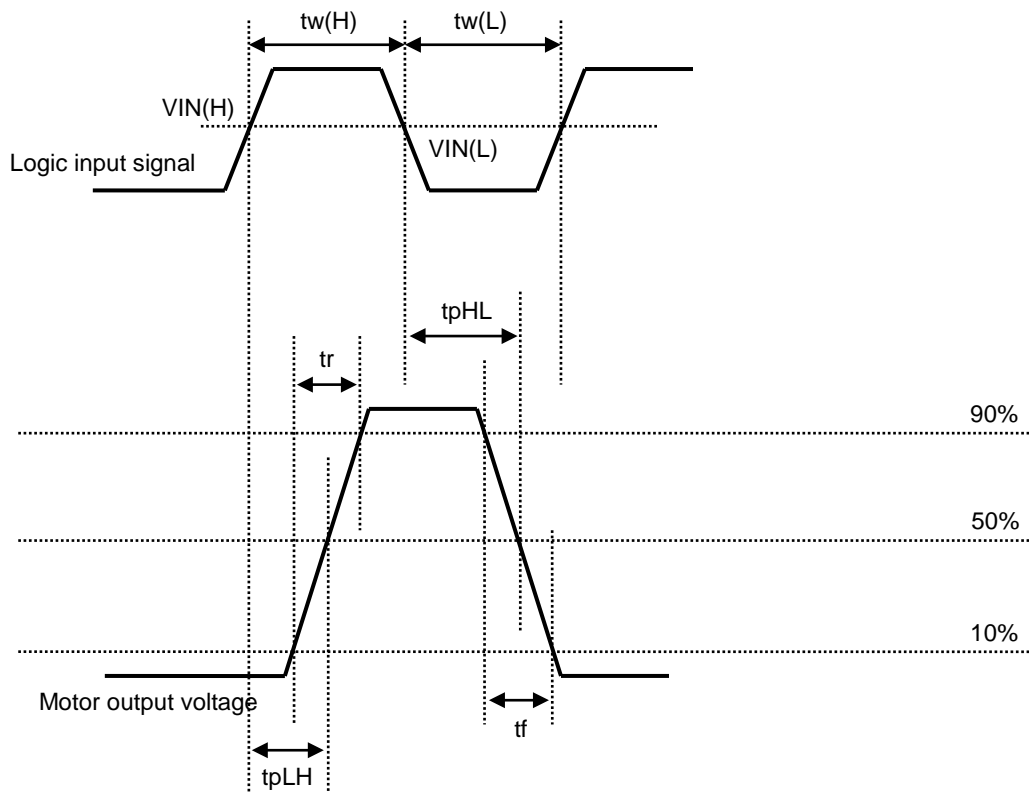 tw(H)
tw(L)
VIN(H)
VIN(L)
Logic input signal
tpHL
tr
90%
50%
10%
Motor output voltage
tf
tpLH